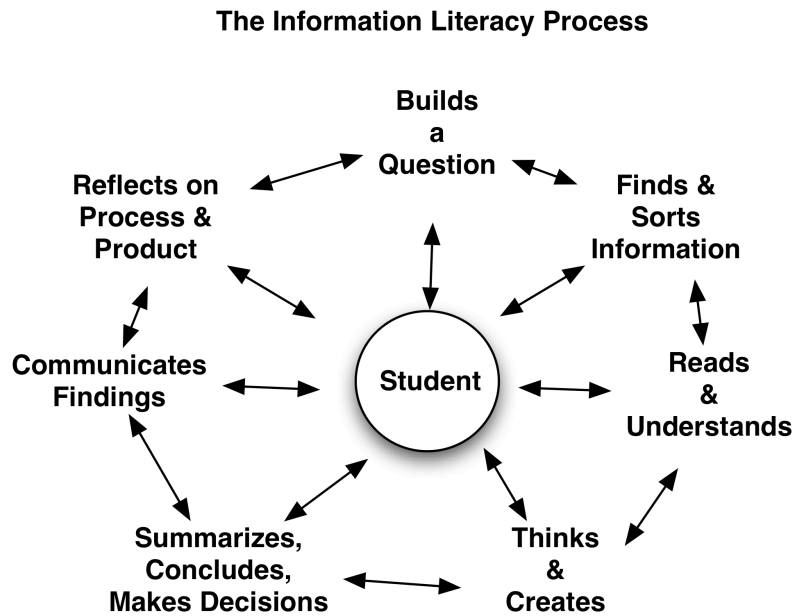 The Information Literacy Process
Builds
a
Question
Finds &
Sorts
Information
Reads
&
Understands
Thinks
&
Creates
Summarizes,
Concludes,
Makes Decisions
Communicates
Findings
Reflects on
Process &
Product
Student